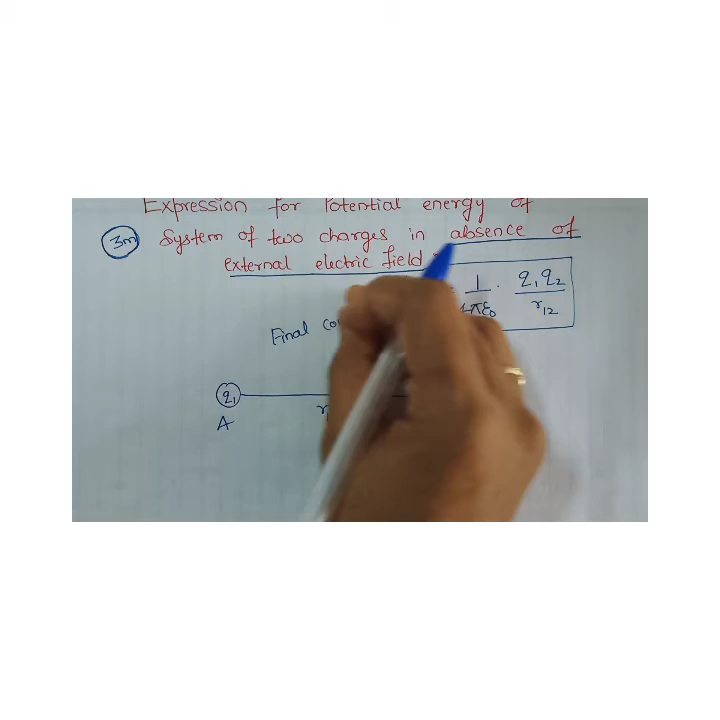 Expression for Potential energy of
3m System of two charges in absence of
external electric field
1/4πε₀ · q₁q₂/r₁₂
Final
q₁
A